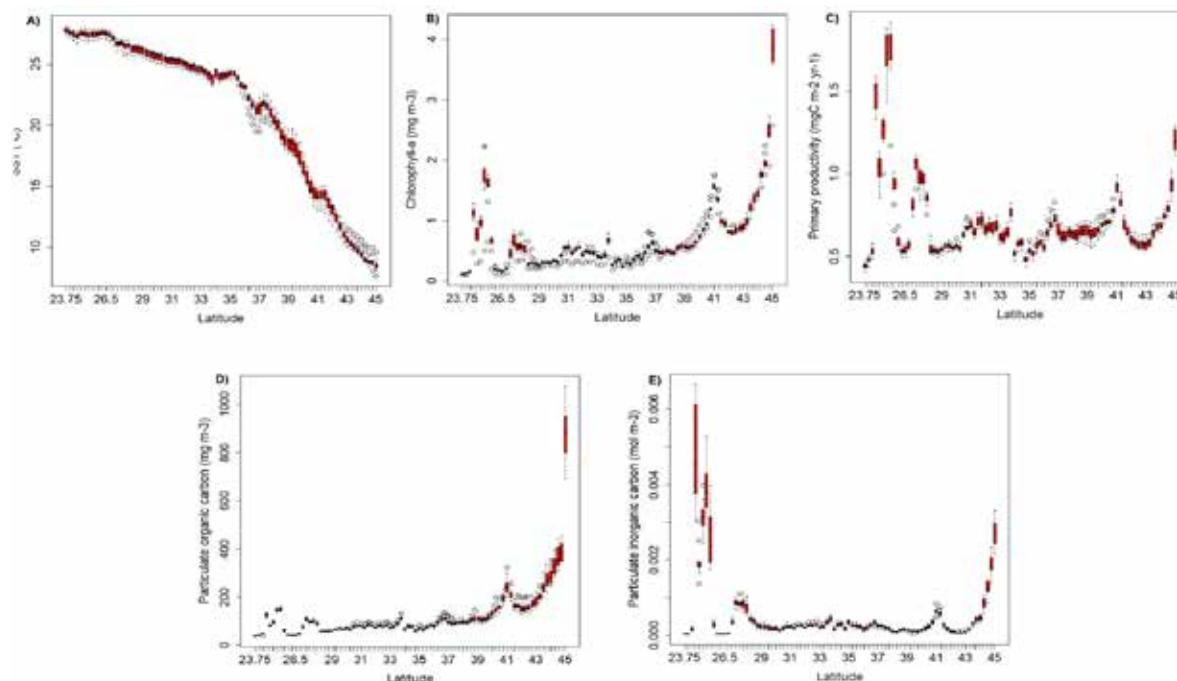 A)
25
20
15
10
23.75 26.5 29 31 33 35 37 39 41 43 45
Latitude
B)
Chlorophyll-a (mg m-3)
4
3
2
1
0
23.75 26.5 29 31 33 35 37 39 41 43 45
Latitude
C)
Primary productivity (mgC m-2 yr-1)
1.5
1.0
0.5
23.75 26.5 29 31 33 35 37 39 41 43 45
Latitude
D)
Particulate organic carbon (mg m-3)
1000
800
600
400
200
0
23.75 26.5 29 31 33 35 37 39 41 43 45
Latitude
E)
Particulate inorganic carbon (mol m-3)
0.006
0.004
0.002
0.000
23.75 26.5 29 31 33 35 37 39 41 43 45
Latitude